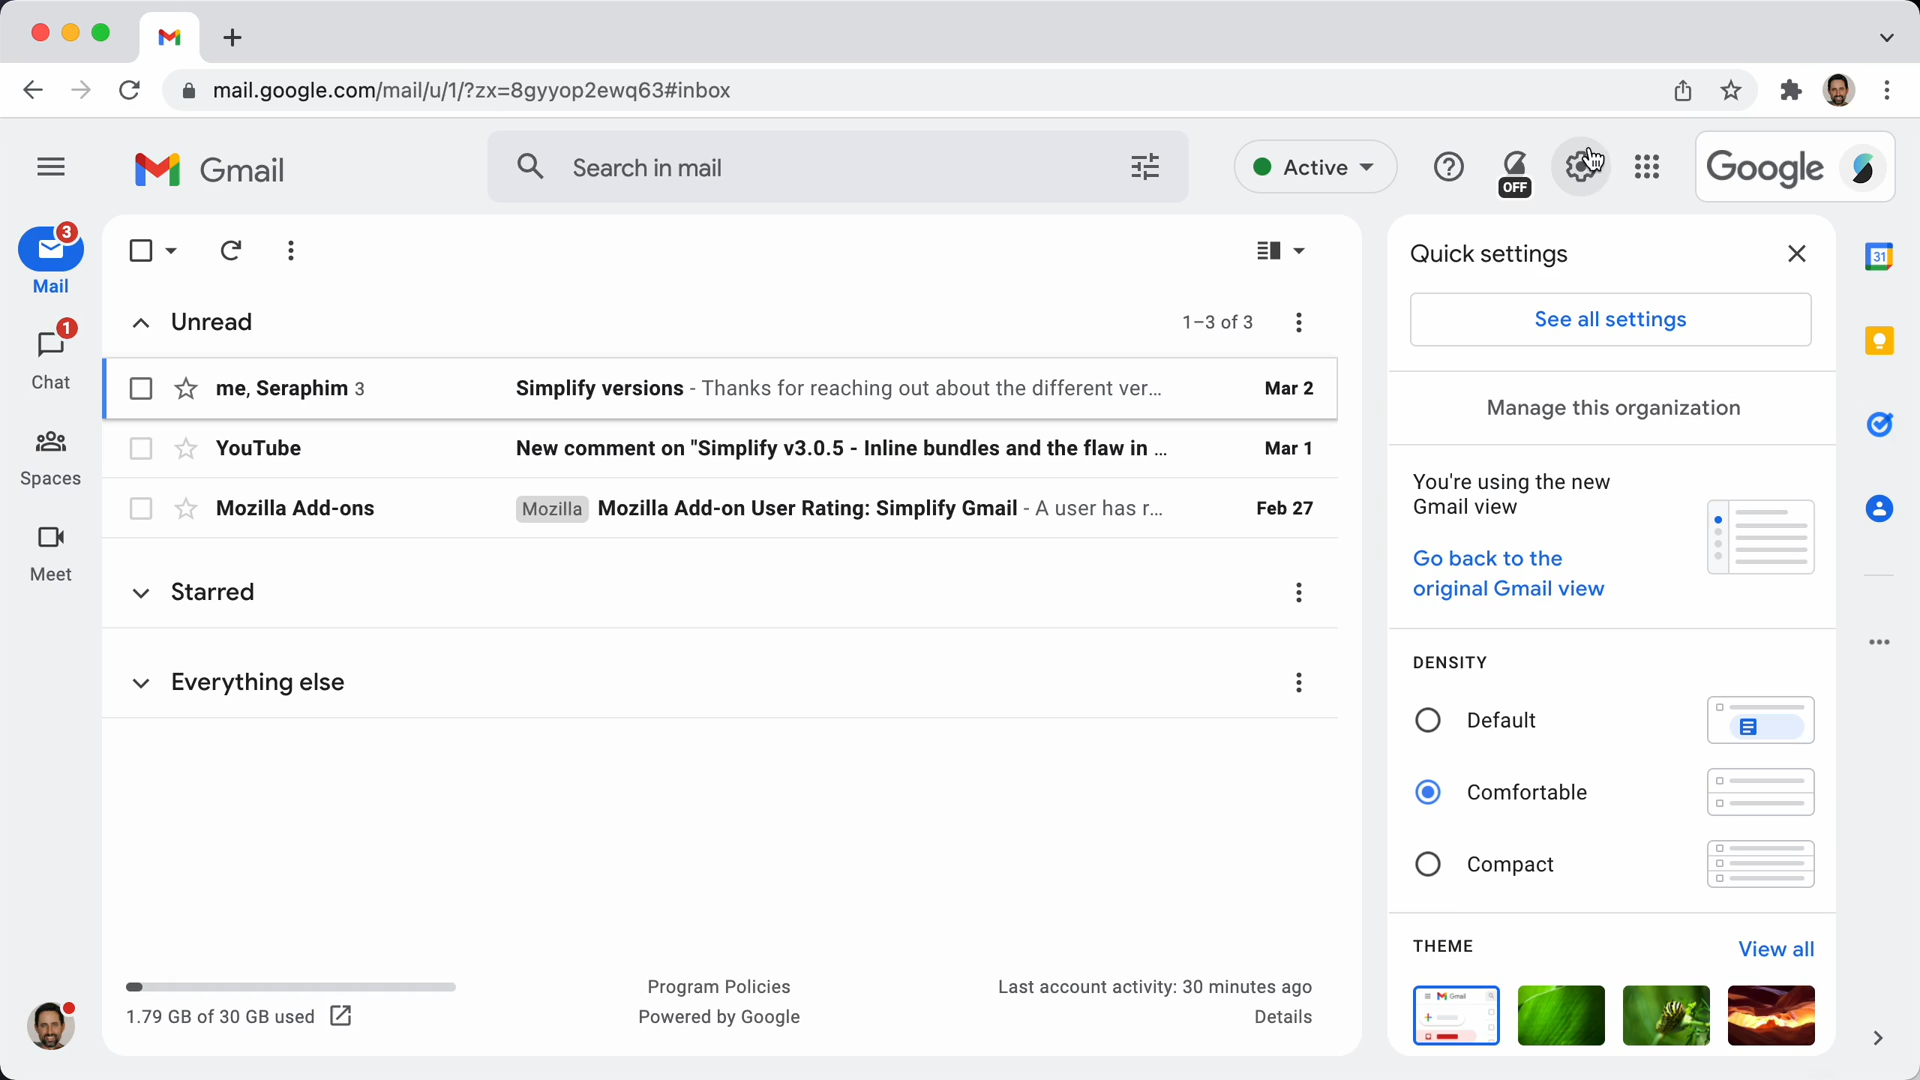 mail.google.com/mail/u/1/?zx=8gyyop2ewq63#inbox
Gmail
Search in mail
Active
OFF
Google
3
Mail
1
Chat
Spaces
Meet
Unread
1–3 of 3
me, Seraphim 3 Simplify versions - Thanks for reaching out about the different ver... Mar 2
YouTube New comment on "Simplify v3.0.5 - Inline bundles and the flaw in ... Mar 1
Mozilla Add-ons Mozilla Mozilla Add-on User Rating: Simplify Gmail - A user has r... Feb 27
Starred
Everything else
1.79 GB of 30 GB used
Program Policies
Powered by Google
Last account activity: 30 minutes ago
Details
Quick settings
See all settings
Manage this organization
You're using the new
Gmail view
Go back to the
original Gmail view
DENSITY
Default
Comfortable
Compact
THEME
View all
Gmail
31